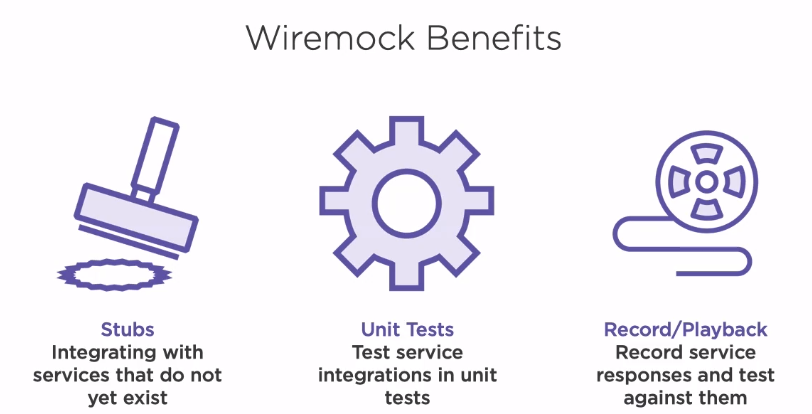 Wiremock Benefits
Stubs
Integrating with
services that do not
yet exist
Unit Tests
Test service
integrations in unit
tests
Record/Playback
Record service
responses and test
against them